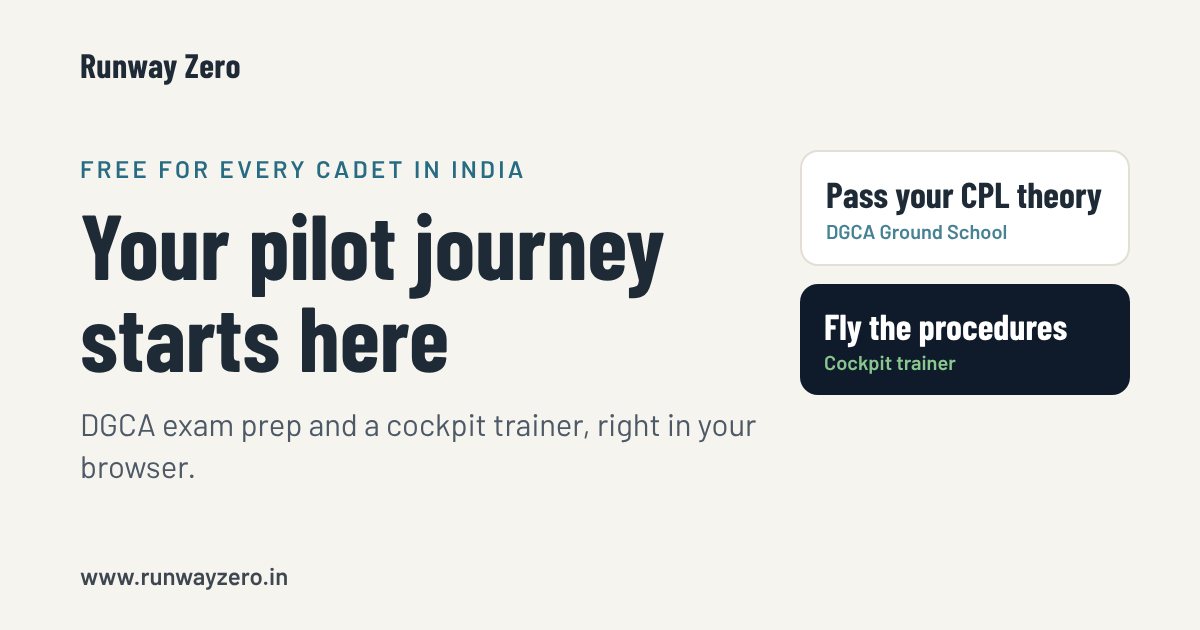 Runway Zero
FREE FOR EVERY CADET IN INDIA
Your pilot journey
starts here
DGCA exam prep and a cockpit trainer, right in your
browser.
www.runwayzero.in
Pass your CPL theory
DGCA Ground School
Fly the procedures
Cockpit trainer